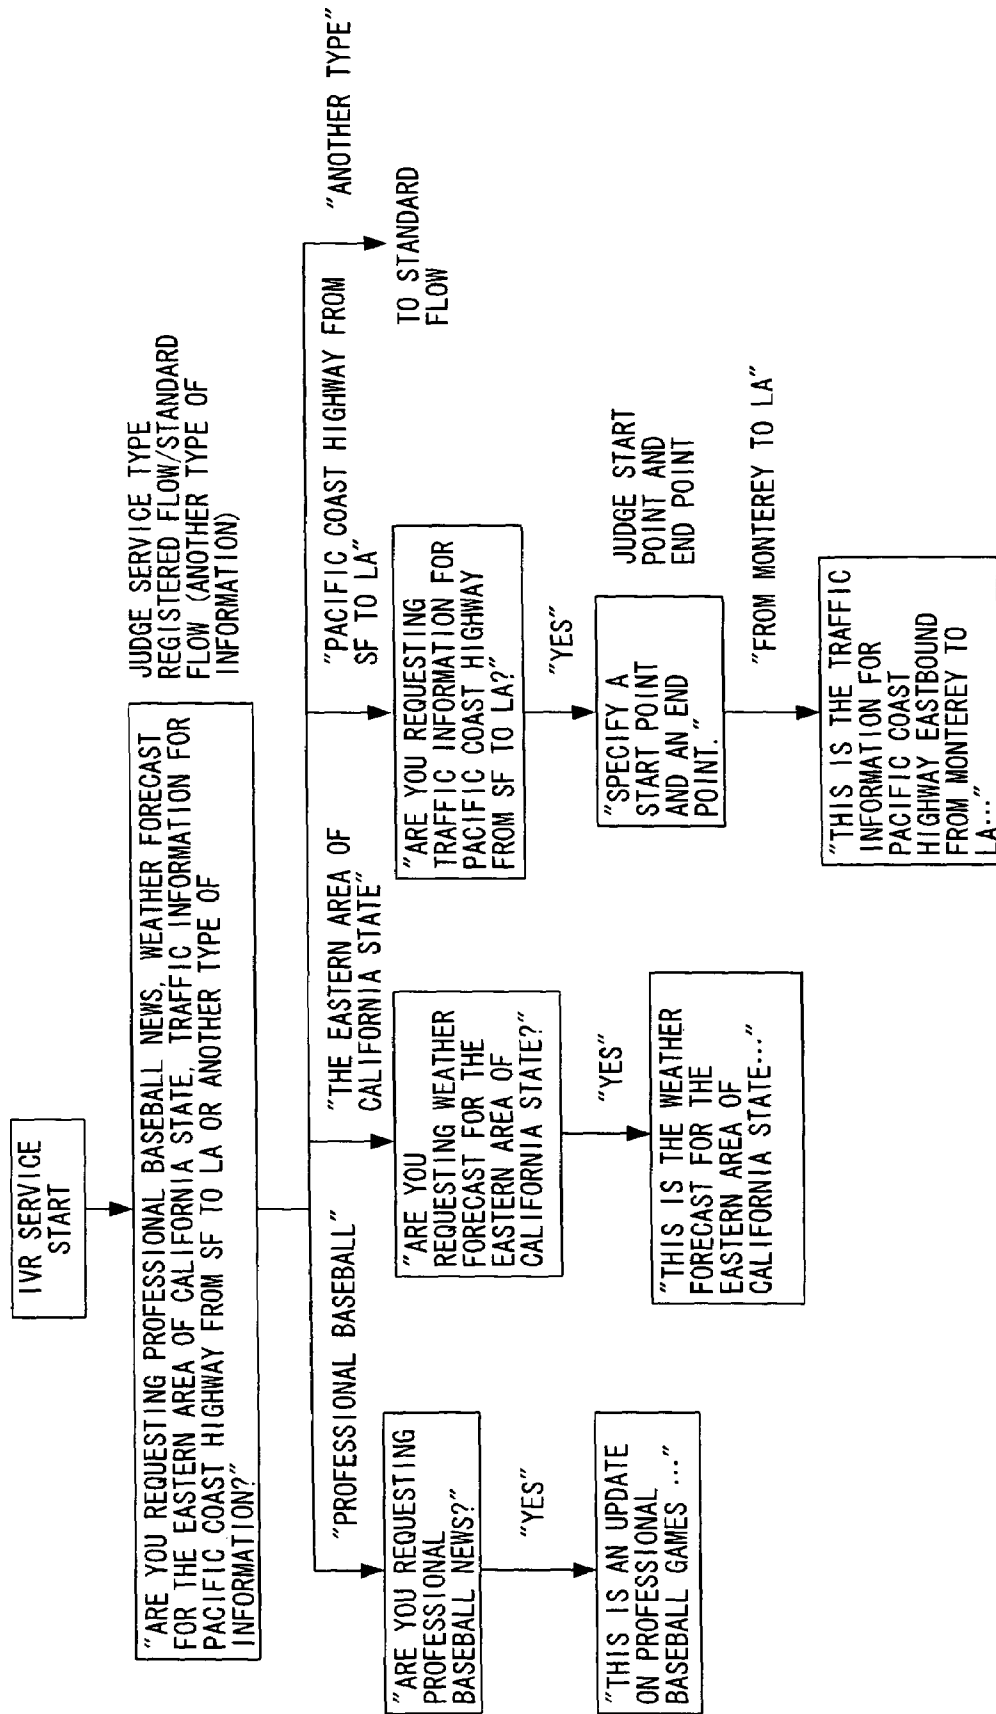 IVR SERVICE
START
"ARE YOU REQUESTING PROFESSIONAL BASEBALL NEWS, WEATHER FORECAST
FOR THE EASTERN AREA OF CALIFORNIA STATE, TRAFFIC INFORMATION FOR
PACIFIC COAST HIGHWAY FROM SF TO LA OR ANOTHER TYPE OF
INFORMATION?"
JUDGE SERVICE TYPE
REGISTERED FLOW/STANDARD
FLOW (ANOTHER TYPE OF
INFORMATION)
"PROFESSIONAL BASEBALL"
"ARE YOU REQUESTING
PROFESSIONAL
BASEBALL NEWS?"
"YES"
"THIS IS AN UPDATE
ON PROFESSIONAL
BASEBALL GAMES ..."
"THE EASTERN AREA OF
CALIFORNIA STATE"
"ARE YOU
REQUESTING WEATHER
FORECAST FOR THE
EASTERN AREA OF
CALIFORNIA STATE?"
"YES"
"THIS IS THE WEATHER
FORECAST FOR THE
EASTERN AREA OF
CALIFORNIA STATE..."
"PACIFIC COAST HIGHWAY FROM
SF TO LA"
"ARE YOU REQUESTING
TRAFFIC INFORMATION FOR
PACIFIC COAST HIGHWAY
FROM SF TO LA?"
"YES"
"SPECIFY A
START POINT
AND AN END
POINT."
JUDGE START
POINT AND
END POINT
"FROM MONTEREY TO LA"
"THIS IS THE TRAFFIC
INFORMATION FOR
PACIFIC COAST
HIGHWAY EASTBOUND
FROM MONTEREY TO
LA..."
"ANOTHER TYPE"
TO STANDARD
FLOW